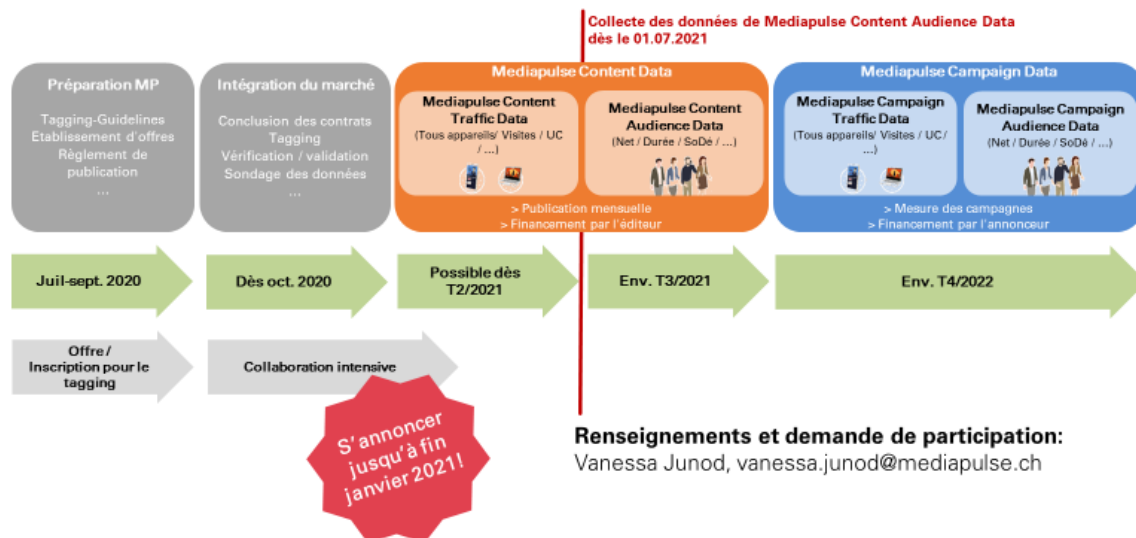 Collecte des données de Mediapulse Content Audience Data
dès le 01.07.2021
Préparation MP
Tagging-Guidelines
Etablissement d'offres
Règlement de
publication
...
Intégration du marché
Conclusion des contrats
Tagging
Vérification / validation
Sondage des données
...
Mediapulse Content Data
Mediapulse Content
Traffic Data
(Tous appareils/ Visites / UC
/ ...)
Mediapulse Content
Audience Data
(Net / Durée / SoDé / ...)
> Publication mensuelle
> Financement par l'éditeur
Mediapulse Campaign Data
Mediapulse Campaign
Traffic Data
(Tous appareils/ Visites / UC /
...)
Mediapulse Campaign
Audience Data
(Net / Durée / SoDé / ...)
> Mesure des campagnes
> Financement par l'annonceur
Juil-sept. 2020
Dès oct. 2020
Possible dès
T2/2021
Env. T3/2021
Env. T4/2022
Offre /
Inscription pour le
tagging
Collaboration intensive
S'annoncer
jusqu'à fin
janvier 2021!
Renseignements et demande de participation:
Vanessa Junod, vanessa.junod@mediapulse.ch